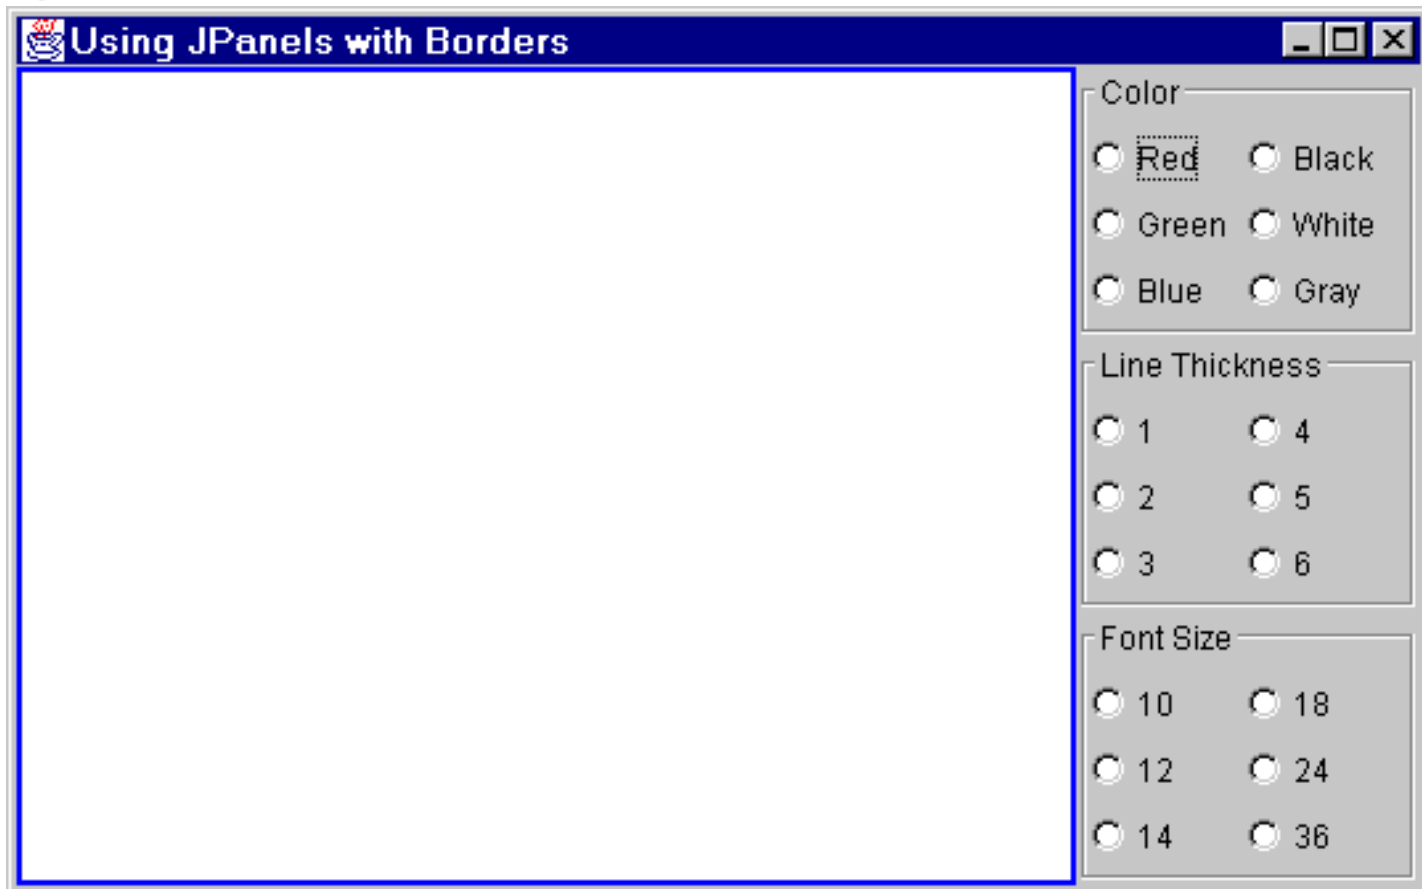 Using JPanels with Borders
Color
Red Black
Green White
Blue Gray
Line Thickness
1 4
2 5
3 6
Font Size
10 18
12 24
14 36